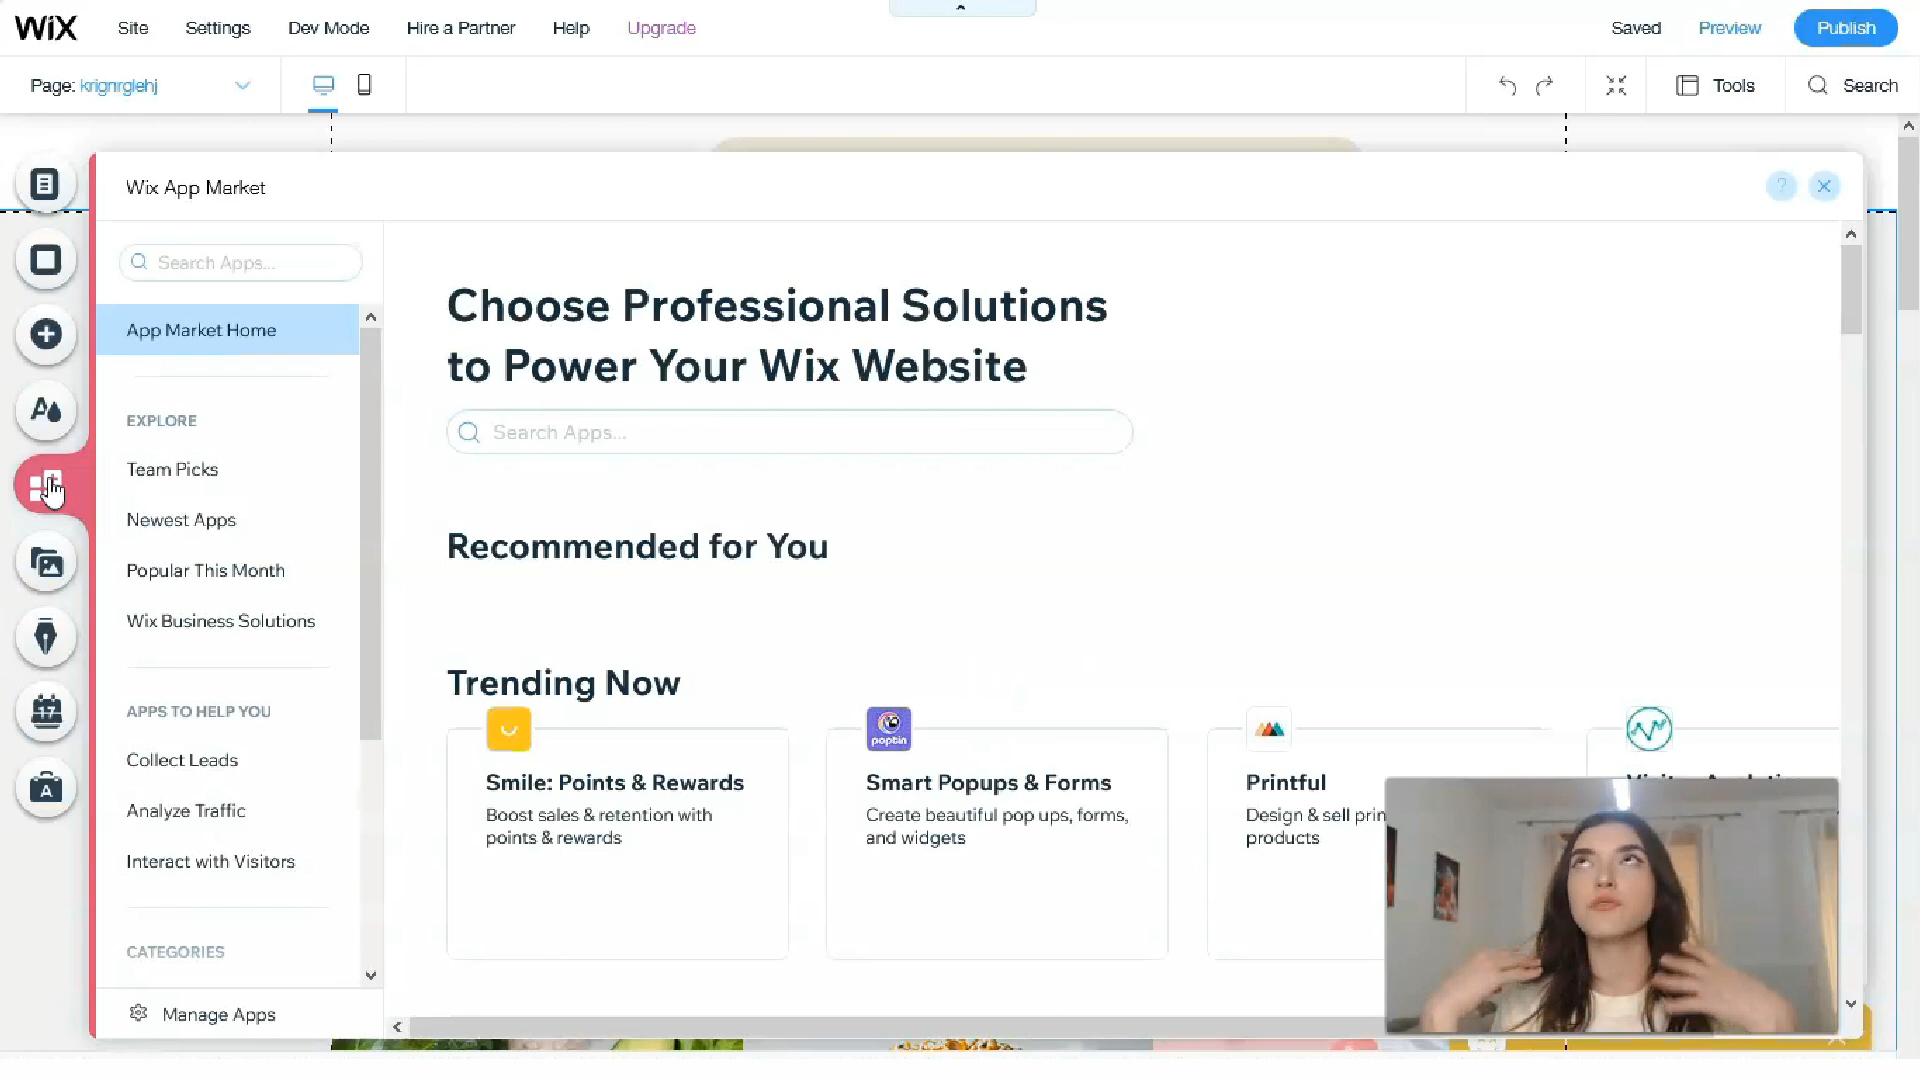 WiX
Site
Settings
Dev Mode
Hire a Partner
Help
Upgrade
Saved
Preview
Publish
Page: krignrglehj
Tools
Search
Wix App Market
?
Search Apps...
App Market Home
EXPLORE
Team Picks
Newest Apps
Popular This Month
Wix Business Solutions
APPS TO HELP YOU
Collect Leads
Analyze Traffic
Interact with Visitors
CATEGORIES
Manage Apps
Choose Professional Solutions
to Power Your Wix Website
Search Apps...
Recommended for You
Trending Now
Smile: Points & Rewards
Boost sales & retention with
points & rewards
poptin
Smart Popups & Forms
Create beautiful pop ups, forms,
and widgets
Printful
Design & sell prin
products
A
17
A